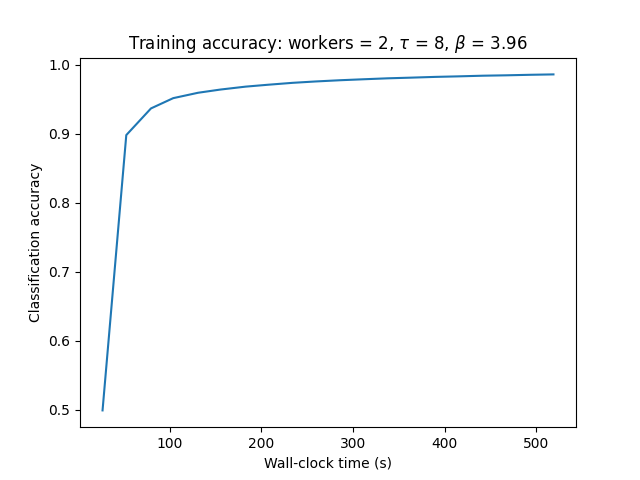 Training accuracy: workers = 2, τ = 8, β = 3.96
1.0
0.9
0.8
0.7
0.6
0.5
Classification accuracy
100 200 300 400 500
Wall-clock time (s)